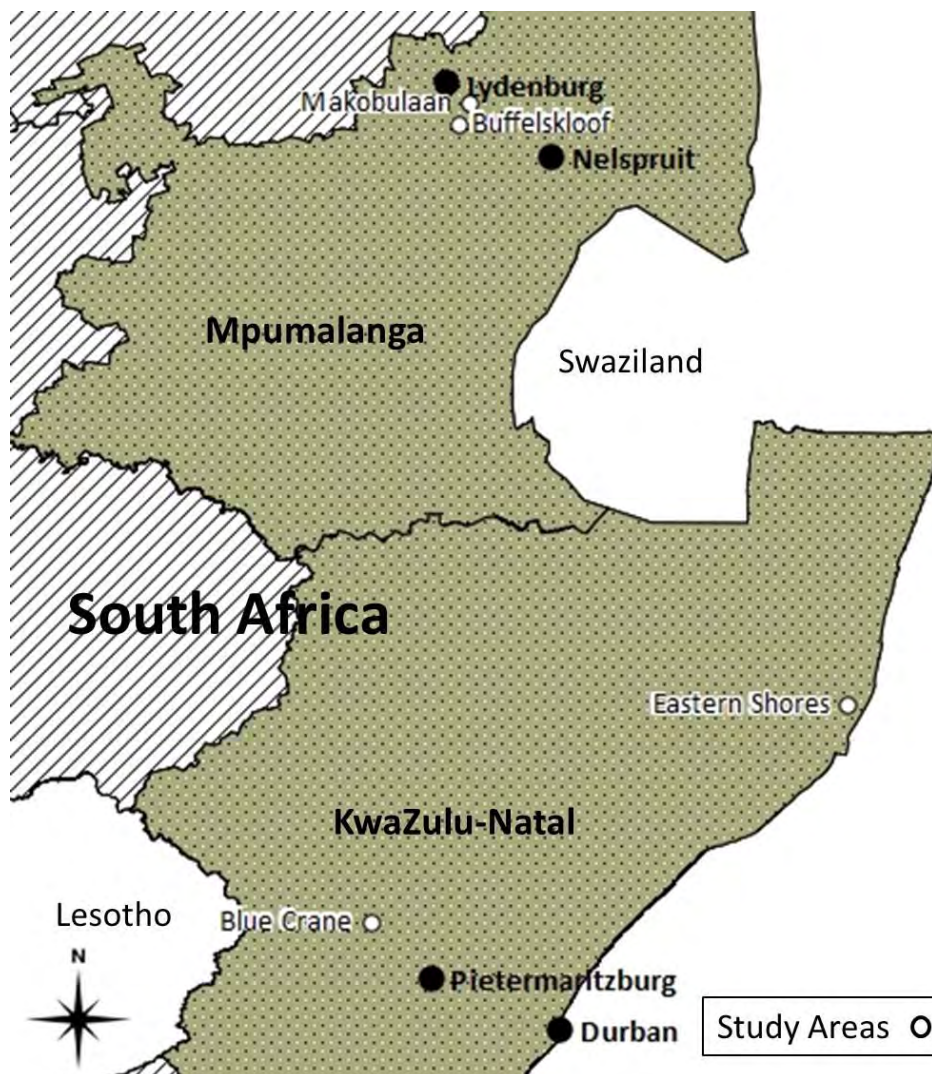 Lydenburg
Makobulaan
Buffelskloof
Nelspruit
Mpumalanga
Swaziland
South Africa
Eastern Shores
KwaZulu-Natal
Lesotho
Blue Crane
N
Pietermaritzburg
Durban
Study Areas